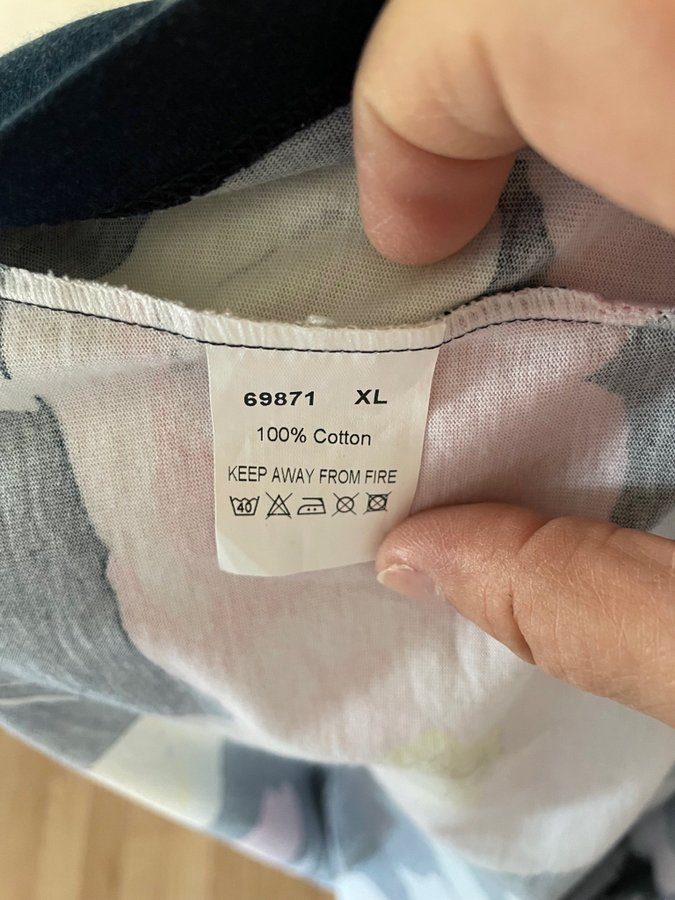 69871 XL
100% Cotton
KEEP AWAY FROM FIRE
40